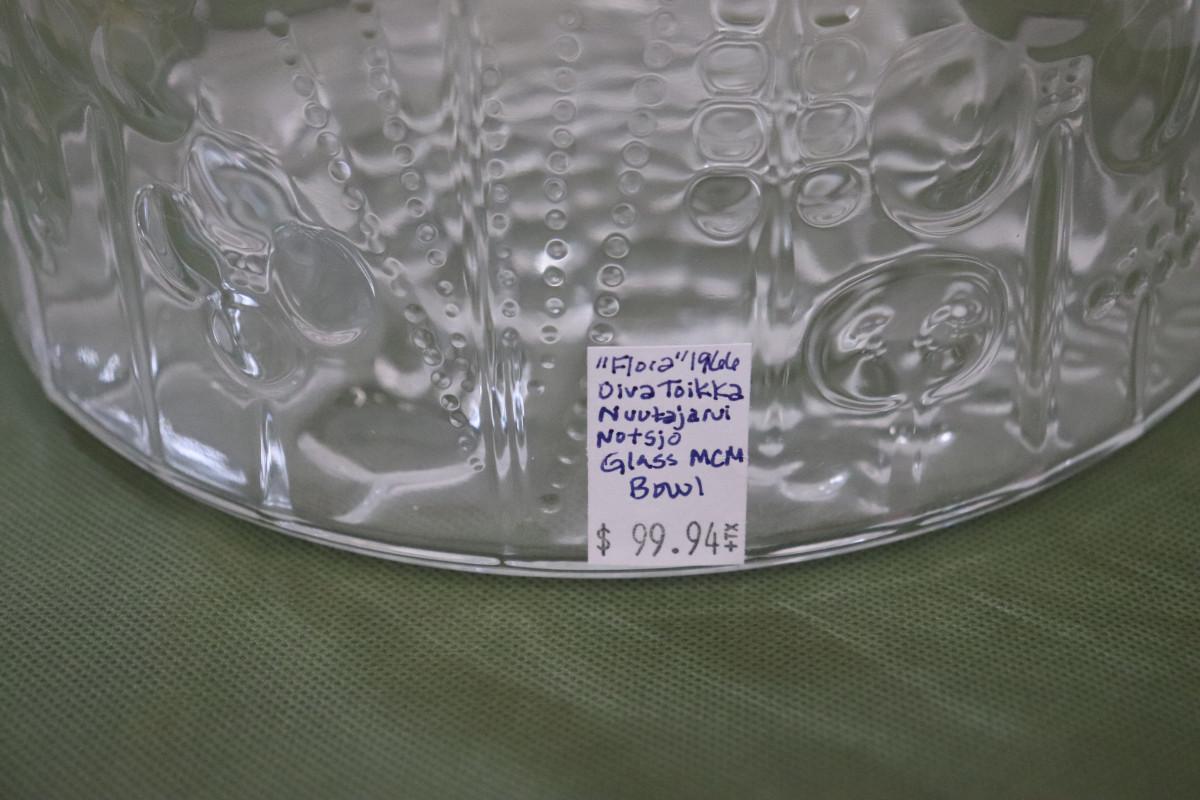 "Flora" 1966
Oiva Toikka
Nuutajarvi
Notsjo
Glass MCM
Bowl
$ 99.94 +TX